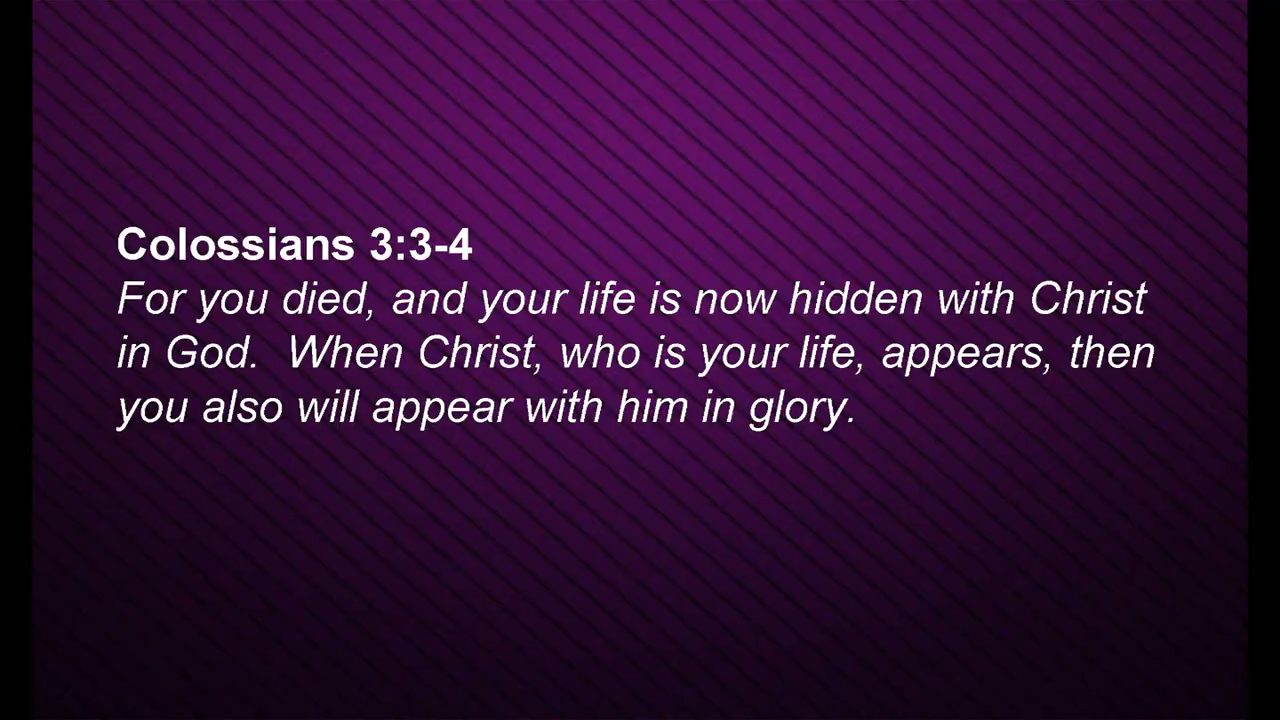 Colossians 3:3-4
For you died, and your life is now hidden with Christ
in God.  When Christ, who is your life, appears, then
you also will appear with him in glory.